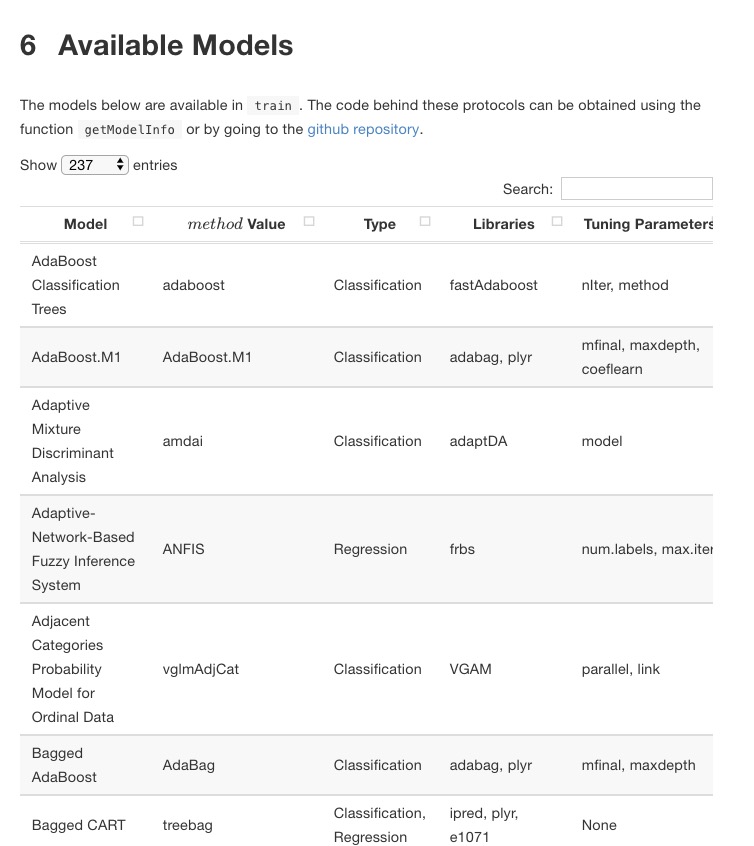 6 Available Models
The models below are available in train . The code behind these protocols can be obtained using the
function getModelInfo or by going to the github repository.
Show 237 entries
Search:
Model method Value Type Libraries Tuning Parameters
AdaBoost
Classification
Trees
adaboost Classification fastAdaboost nIter, method
AdaBoost.M1 AdaBoost.M1 Classification adabag, plyr
mfinal, maxdepth,
coeflearn
Adaptive
Mixture
Discriminant
Analysis
amdai Classification adaptDA model
Adaptive-
Network-Based
Fuzzy Inference
System
ANFIS Regression frbs num.labels, max.iter
Adjacent
Categories
Probability
Model for
Ordinal Data
vglmAdjCat Classification VGAM parallel, link
Bagged
AdaBoost
AdaBag Classification adabag, plyr mfinal, maxdepth
Bagged CART treebag
Classification,
Regression
ipred, plyr,
e1071
None